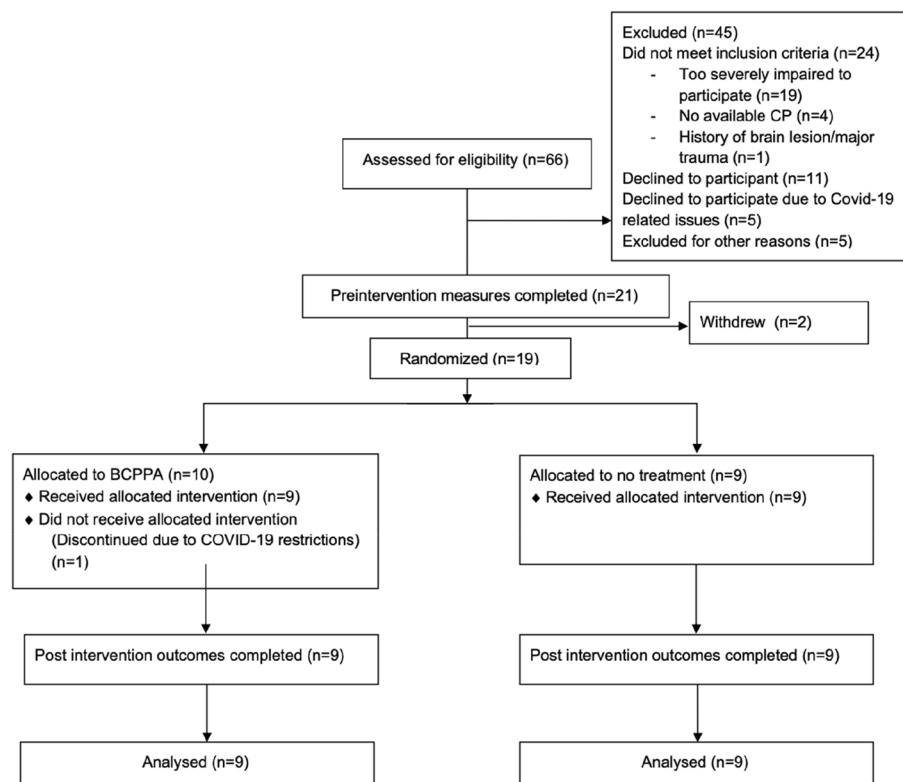 Excluded (n=45)
Did not meet inclusion criteria (n=24)
- Too severely impaired to
participate (n=19)
- No available CP (n=4)
- History of brain lesion/major
trauma (n=1)
Declined to participant (n=11)
Declined to participate due to Covid-19
related issues (n=5)
Excluded for other reasons (n=5)
Assessed for eligibility (n=66)
Preintervention measures completed (n=21)
Withdrew (n=2)
Randomized (n=19)
Allocated to BCPPA (n=10)
♦ Received allocated intervention (n=9)
♦ Did not receive allocated intervention
(Discontinued due to COVID-19 restrictions)
(n=1)
Allocated to no treatment (n=9)
♦ Received allocated intervention (n=9)
Post intervention outcomes completed (n=9)
Post intervention outcomes completed (n=9)
Analysed (n=9)
Analysed (n=9)